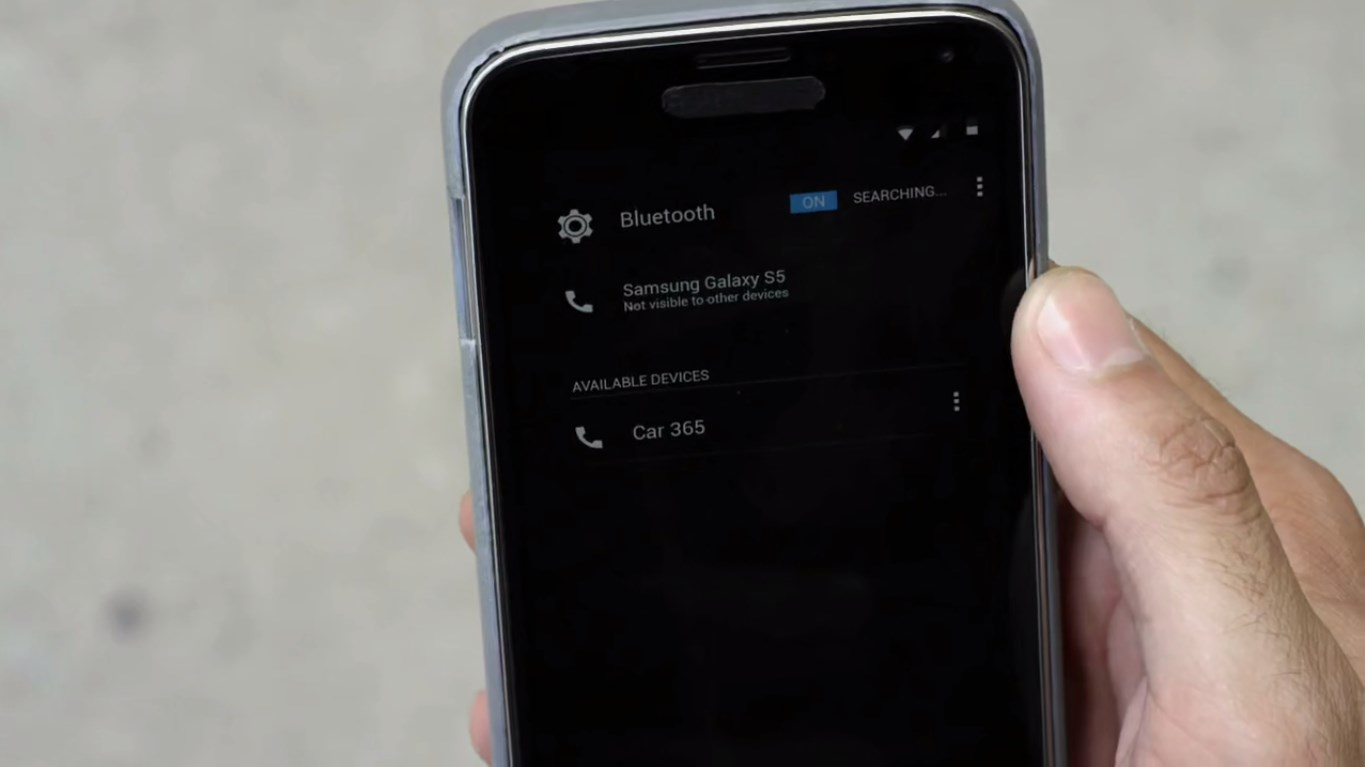 Bluetooth ON SEARCHING...
Samsung Galaxy S5
Not visible to other devices
AVAILABLE DEVICES
Car 365